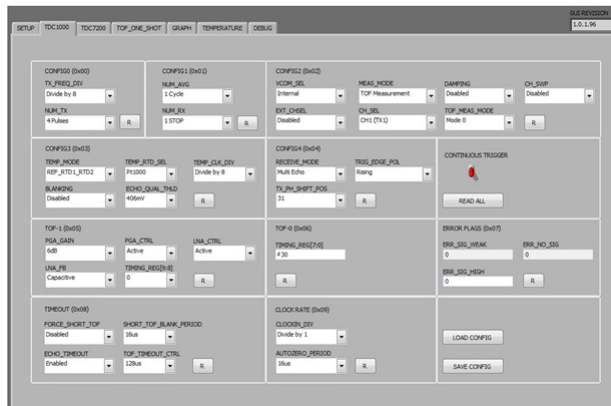 GUI REVISION
1.0.1.96
SETUP TDC1000 TDC7200 TOF_ONE_SHOT GRAPH TEMPERATURE DEBUG
CONFIG0 (0x00)
TX_FREQ_DIV
Divide by 8
NUM_TX
4 Pulses R
CONFIG1 (0x01)
NUM_AVG
1 Cycle
NUM_RX
1 STOP R
CONFIG2 (0x02)
VCOM_SEL MEAS_MODE DAMPING CH_SWP
Internal TOF Measurement Disabled Disabled
EXT_CHSEL CH_SEL TOF_MEAS_MODE
Disabled CH1 (TX1) Mode 0 R
CONFIG3 (0x03)
TEMP_MODE TEMP_RTD_SEL TEMP_CLK_DIV
REF_RTD1_RTD2 Pt1000 Divide by 8
BLANKING ECHO_QUAL_THLD
Disabled 406mV R
CONFIG4 (0x04)
RECEIVE_MODE TRIG_EDGE_POL
Multi Echo Rising
TX_PH_SHIFT_POS
31 R
CONTINUOUS TRIGGER
READ ALL
TOF-1 (0x05)
PGA_GAIN PGA_CTRL LNA_CTRL
6dB Active Active
LNA_FB TIMING_REG[9:8]
Capacitive 0 R
TOF-0 (0x06)
TIMING_REG[7:0]
30
R
ERROR FLAGS (0x07)
ERR_SIG_WEAK ERR_NO_SIG
0 0
ERR_SIG_HIGH
0 R
TIMEOUT (0x08)
FORCE_SHORT_TOF SHORT_TOF_BLANK_PERIOD
Disabled 16us
ECHO_TIMEOUT TOF_TIMEOUT_CTRL
Enabled 128us R
CLOCK RATE (0x09)
CLOCKIN_DIV
Divide by 1
AUTOZERO_PERIOD
16us R
LOAD CONFIG
SAVE CONFIG